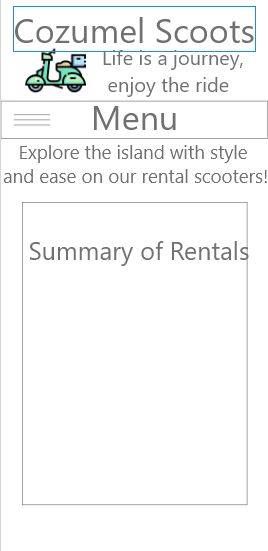 Cozumel Scoots
Life is a journey,
enjoy the ride
Menu
Explore the island with style
and ease on our rental scooters!
Summary of Rentals